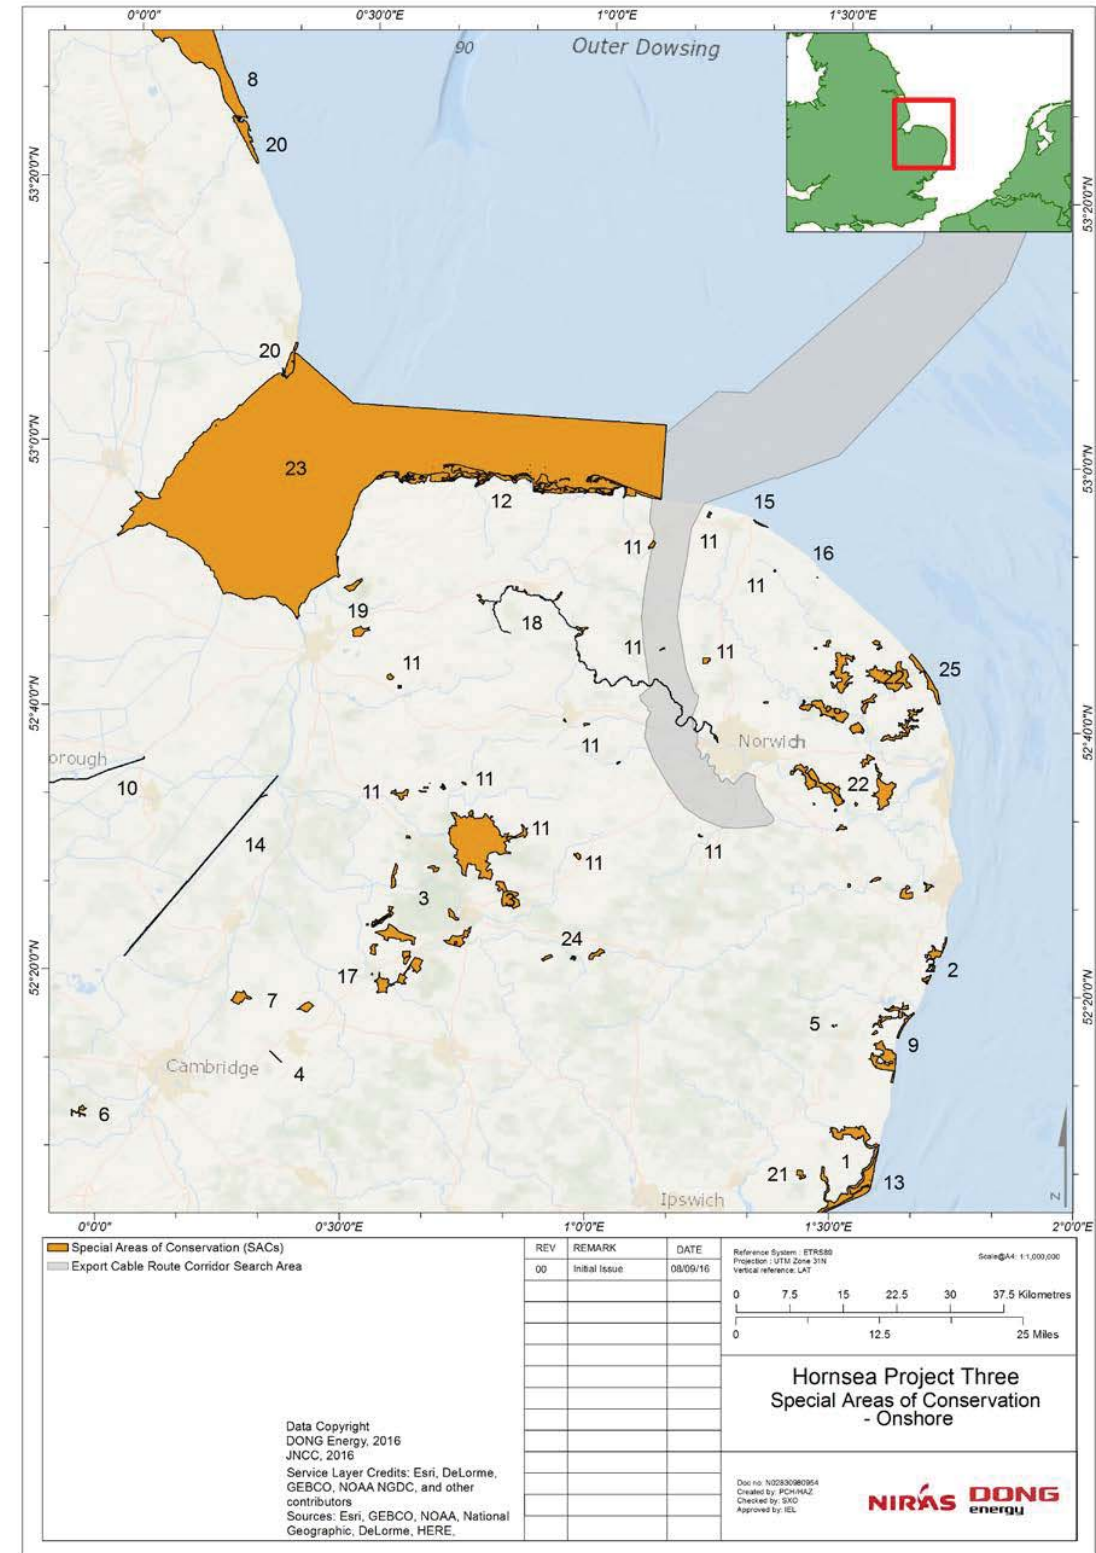 0°0'0" 0°30'0"E 1°0'0"E 1°30'0"E
90 Outer Dowsing
8
20
53°20'0"N
53°20'0"N
20
53°0'0"N
53°0'0"N
23
12
15
11
11
16
11
19
18
11
11
11
25
22
52°40'0"N
52°40'0"N
11
Norwich
orough
10
11
11
22
14
11
11
11
3
3
24
52°20'0"N
52°20'0"N
17
2
2
7
5
9
Cambridge
4
6
21
1
13
Ipswich
N
0°0'0" 0°30'0"E 1°0'0"E 1°30'0"E 2°0'0"E
Special Areas of Conservation (SACs)
Export Cable Route Corridor Search Area
Data Copyright
DONG Energy, 2016
JNCC, 2016
Service Layer Credits: Esri, DeLorme,
GEBCO, NOAA NGDC, and other
contributors
Sources: Esri, GEBCO, NOAA, National
Geographic, DeLorme, HERE,
REV REMARK DATE
00 Initial Issue 08/09/16
Reference System : ETRS89
Projection : UTM Zone 31N
Vertical reference: LAT
Scale@A4: 1:1,000,000
0 7.5 15 22.5 30 37.5 Kilometres
0 12.5 25 Miles
Hornsea Project Three
Special Areas of Conservation
- Onshore
Doc no: N02830980954
Created by: PCH/HAZ
Checked by: SXO
Approved by: IEL
NIRAS DONG
energy